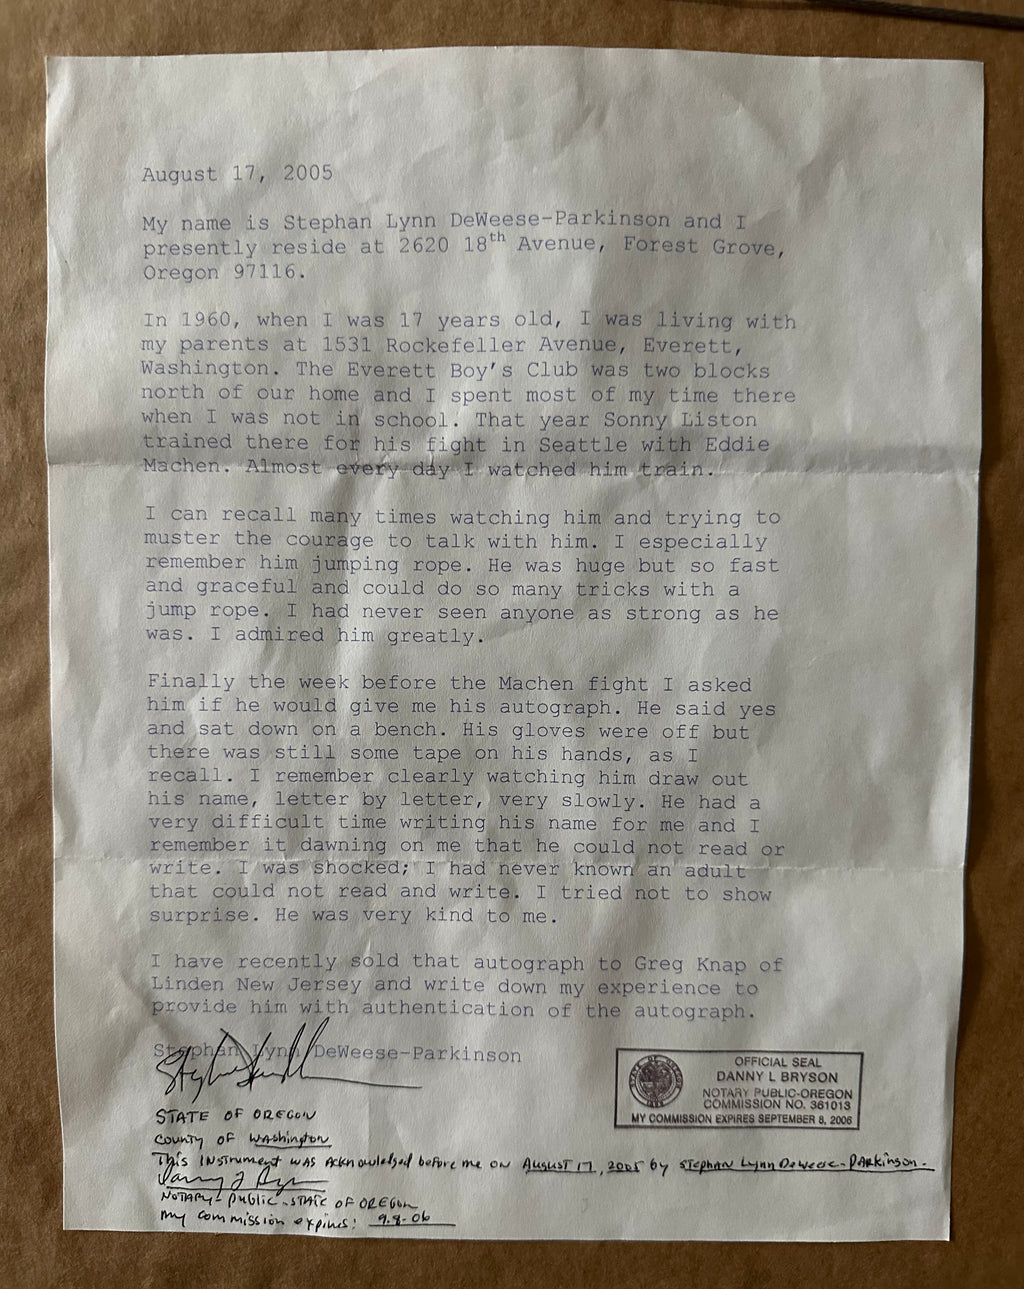 August 17, 2005
My name is Stephan Lynn DeWeese-Parkinson and I
presently reside at 2620 18th Avenue, Forest Grove,
Oregon 97116.
In 1960, when I was 17 years old, I was living with
my parents at 1531 Rockefeller Avenue, Everett,
Washington. The Everett Boy's Club was two blocks
north of our home and I spent most of my time there
when I was not in school. That year Sonny Liston
trained there for his fight in Seattle with Eddie
Machen. Almost every day I watched him train.
I can recall many times watching him and trying to
muster the courage to talk with him. I especially
remember him jumping rope. He was huge but so fast
and graceful and could do so many tricks with a
jump rope. I had never seen anyone as strong as he
was. I admired him greatly.
Finally the week before the Machen fight I asked
him if he would give me his autograph. He said yes
and sat down on a bench. His gloves were off but
there was still some tape on his hands, as I
recall. I remember clearly watching him draw out
his name, letter by letter, very slowly. He had a
very difficult time writing his name for me and I
remember it dawning on me that he could not read or
write. I was shocked; I had never known an adult
that could not read and write. I tried not to show
surprise. He was very kind to me.
I have recently sold that autograph to Greg Knap of
Linden New Jersey and write down my experience to
provide him with authentication of the autograph.
Stephan Lynn DeWeese-Parkinson
OFFICIAL SEAL
DANNY L BRYSON
NOTARY PUBLIC-OREGON
COMMISSION NO. 361013
MY COMMISSION EXPIRES SEPTEMBER 8, 2006
STATE OF OREGON
County of Washington
This Instrument was Acknowledged before me on August 17, 2005 by Stephan Lynn DeWeese-Parkinson.
NOTARY-Public-STATE OF OREGON
my commission expires: 9-8-06